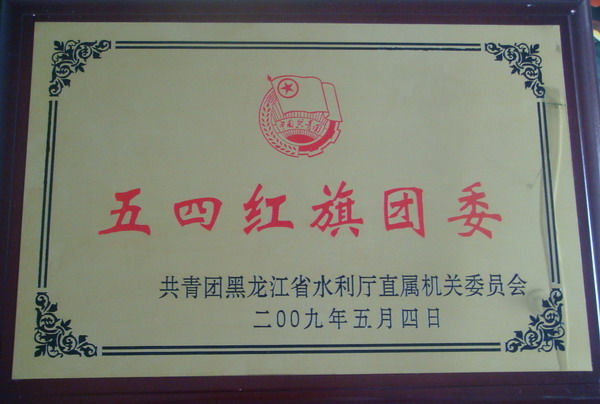 五四红旗团委
共青团黑龙江省水利厅直属机关委员会
二00九年五月四日